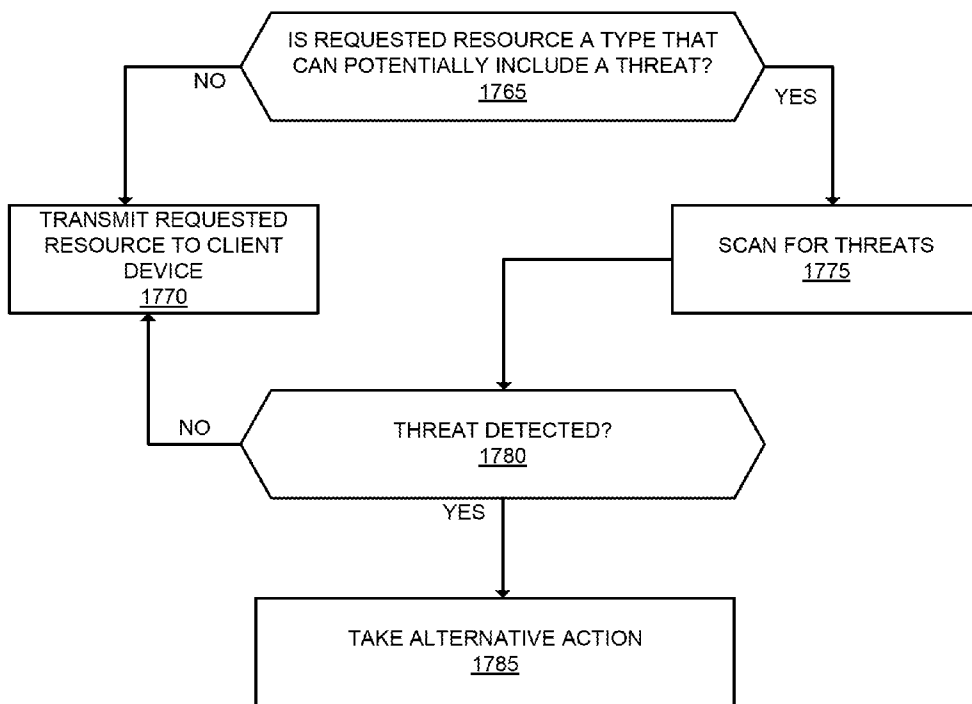 IS REQUESTED RESOURCE A TYPE THAT
CAN POTENTIALLY INCLUDE A THREAT?
1765
NO
YES
TRANSMIT REQUESTED
RESOURCE TO CLIENT
DEVICE
1770
SCAN FOR THREATS
1775
NO
THREAT DETECTED?
1780
YES
TAKE ALTERNATIVE ACTION
1785